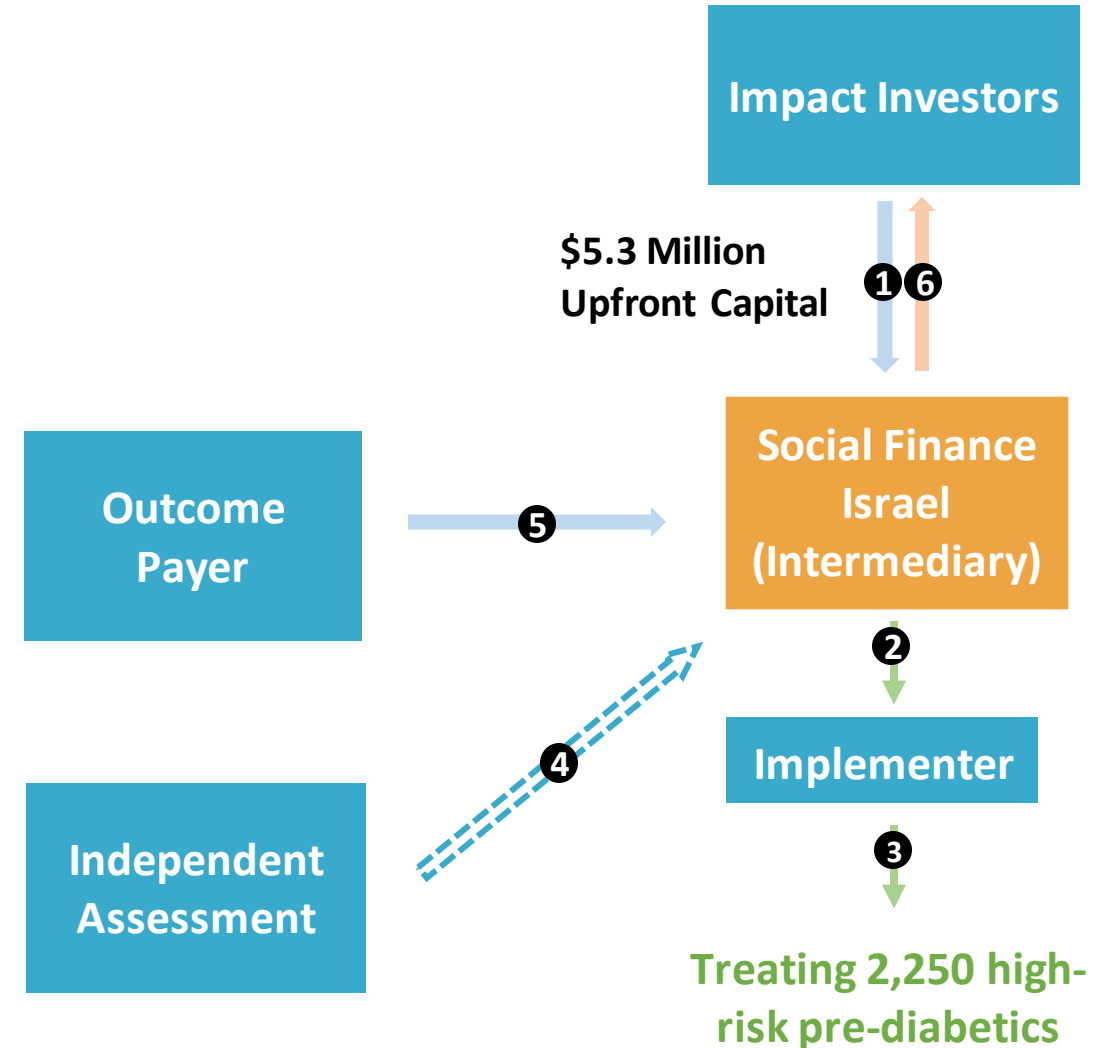 Impact Investors
$5.3 Million
Upfront Capital
1
6
Social Finance
Israel
(Intermediary)
Outcome
Payer
5
2
Implementer
4
3
Independent
Assessment
Treating 2,250 high-
risk pre-diabetics